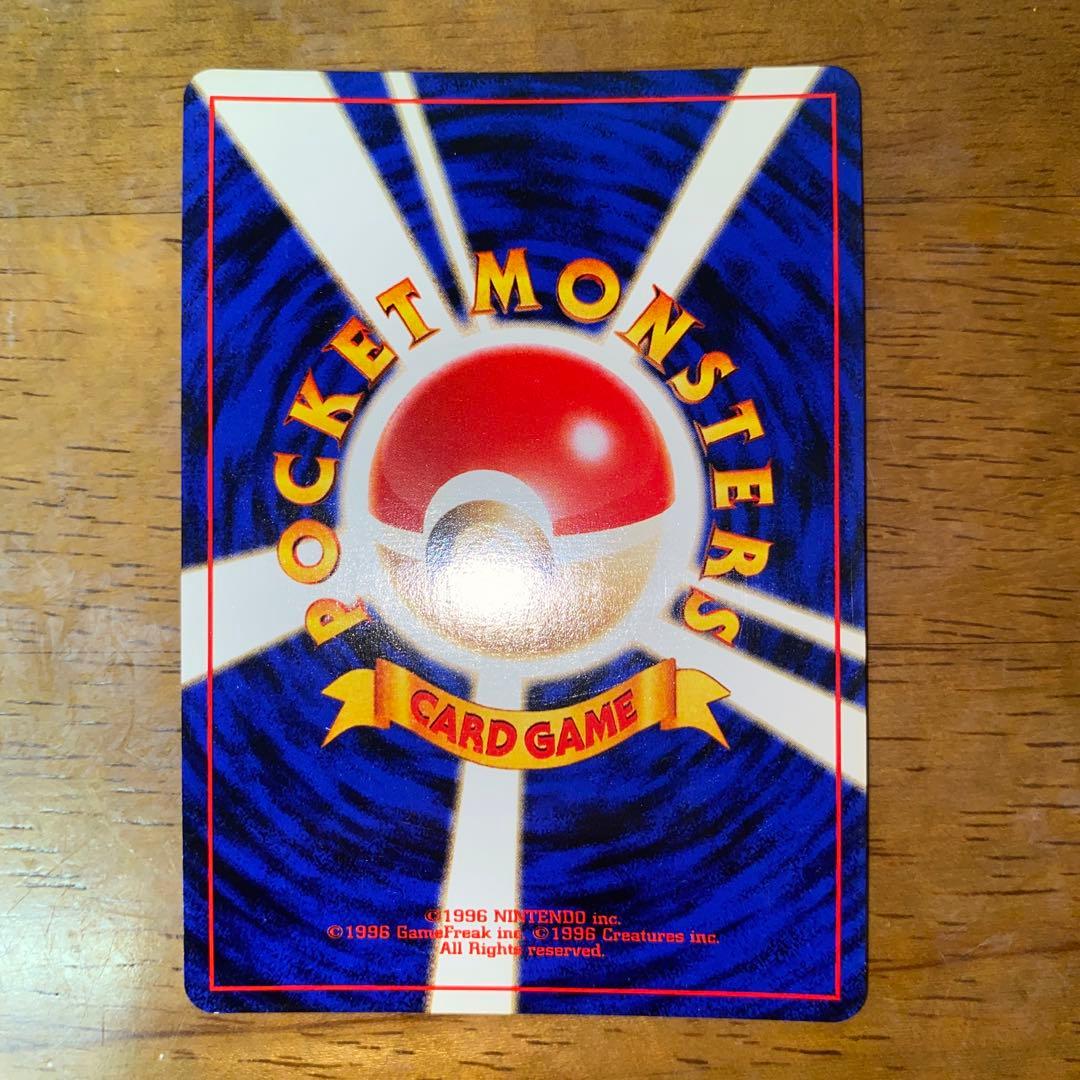 POCKET MONSTERS
CARD GAME
©1996 NINTENDO inc.
©1996 GameFreak inc. ©1996 Creatures inc.
All Rights reserved.